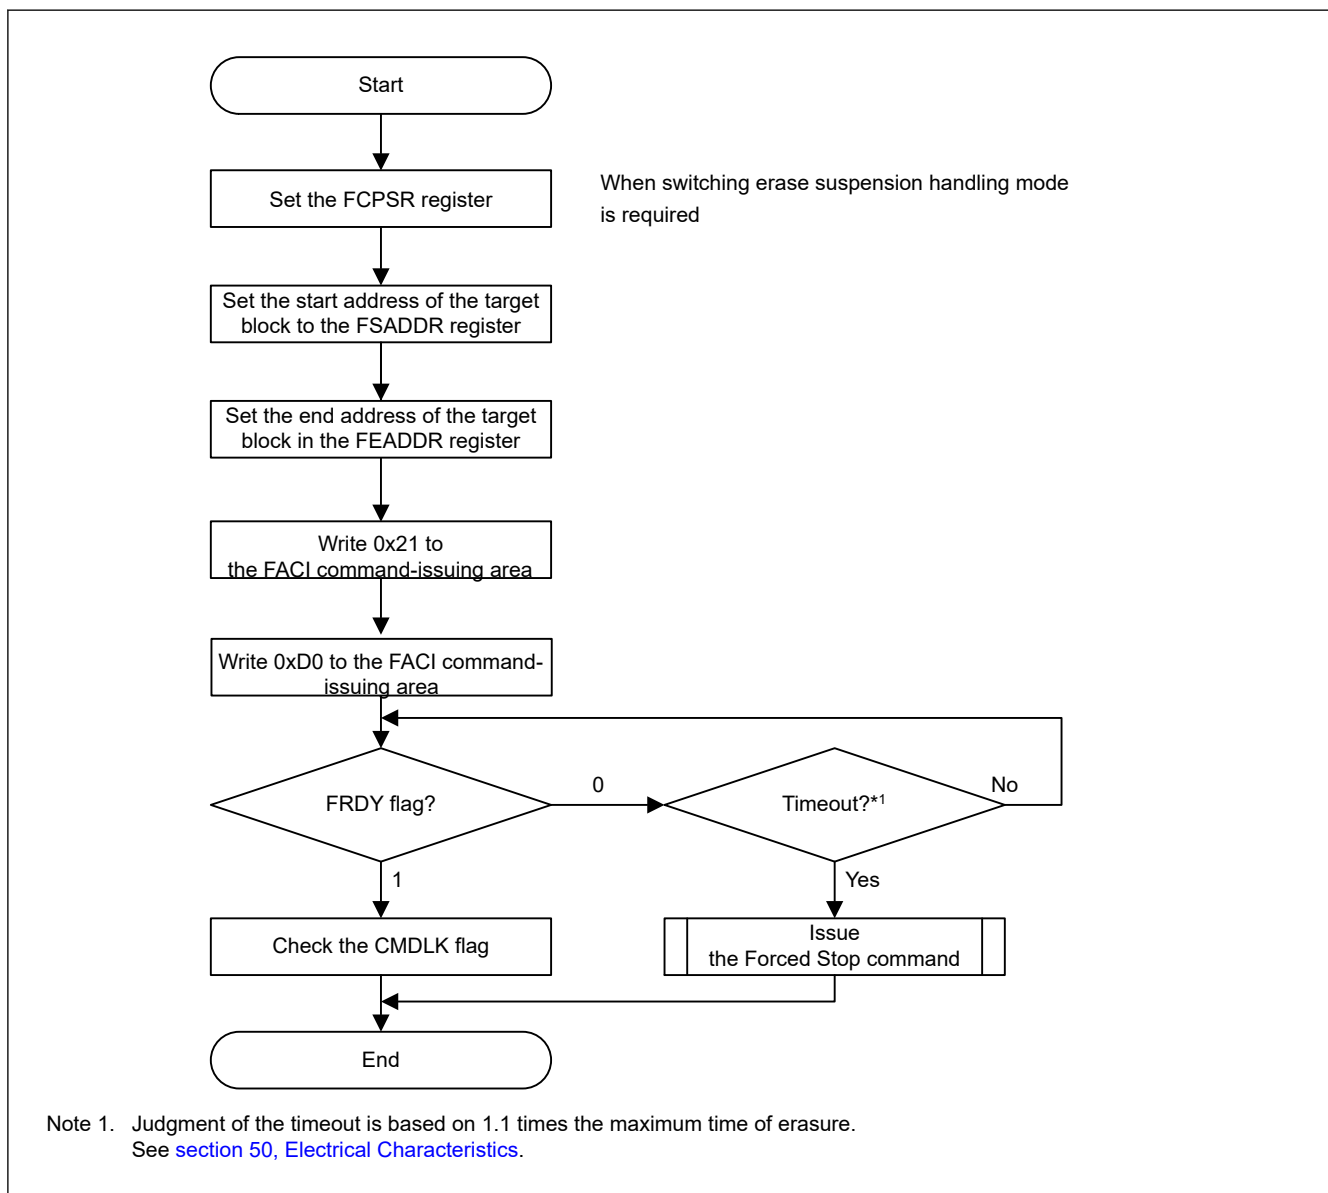 Start
Set the FCPSR register
When switching erase suspension handling mode
is required
Set the start address of the target
block to the FSADDR register
Set the end address of the target
block in the FEADDR register
Write 0x21 to
the FACI command-issuing area
Write 0xD0 to the FACI command-
issuing area
FRDY flag?
0
Timeout?*1
No
1
Yes
Check the CMDLK flag
Issue
the Forced Stop command
End
Note 1. Judgment of the timeout is based on 1.1 times the maximum time of erasure.
See section 50, Electrical Characteristics.